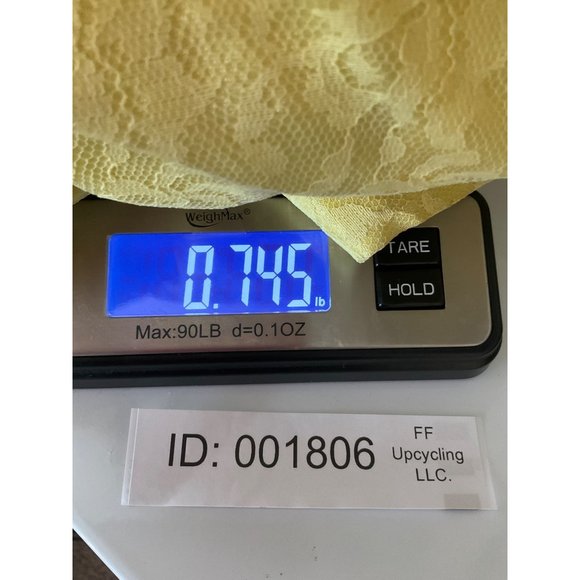 WeighMax®
0.745 lb
TARE
HOLD
Max:90LB d=0.1OZ
ID: 001806
FF
Upcycling
LLC.